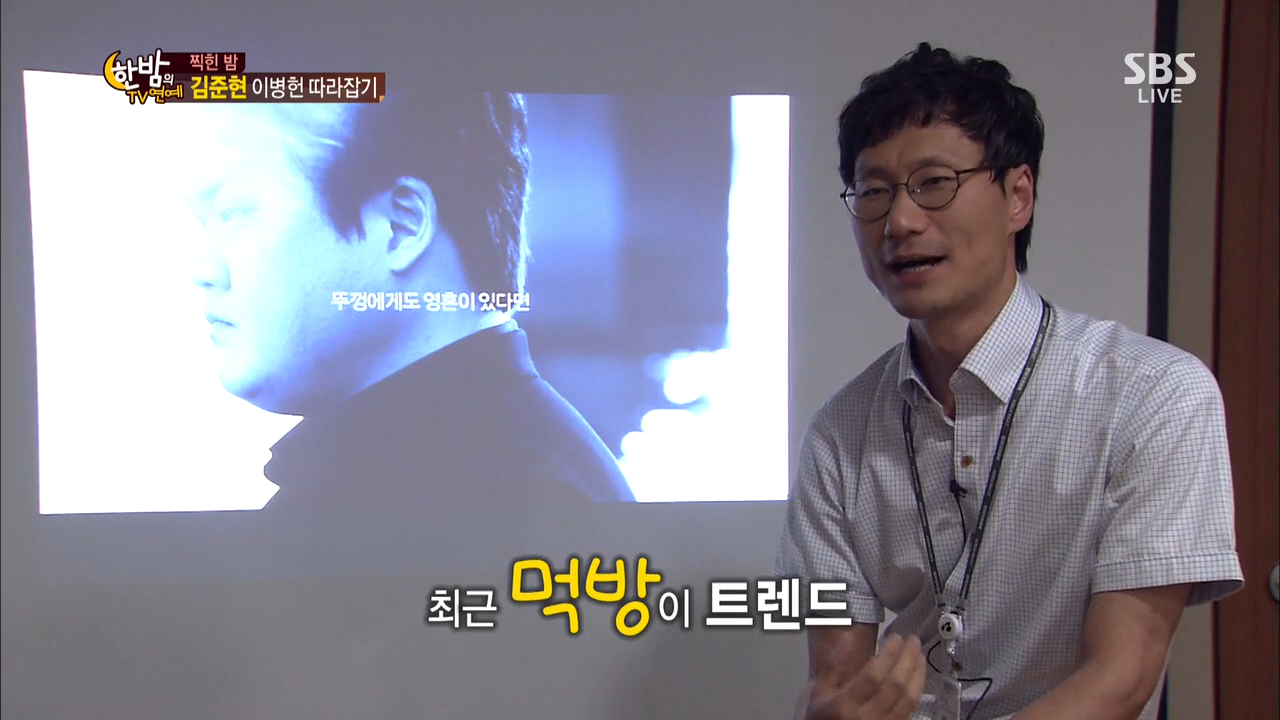 한밤의
TV연예
찍힌 밤
김준현 이병헌 따라잡기
SBS
LIVE
뚜껑에게도 영혼이 있다면
최근 먹방이 트렌드